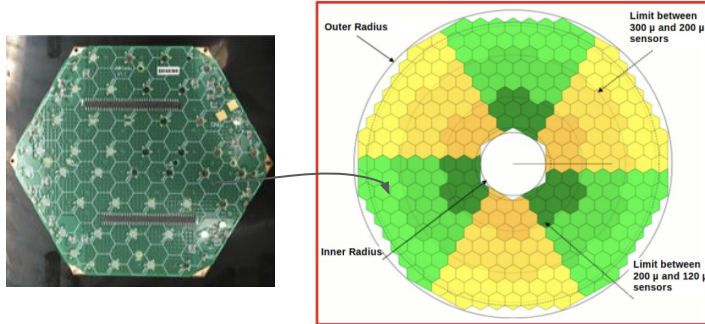 Outer Radius
Limit between
300 µ and 200 µ
sensors
Inner Radius
Limit between
200 µ and 120 µ
sensors